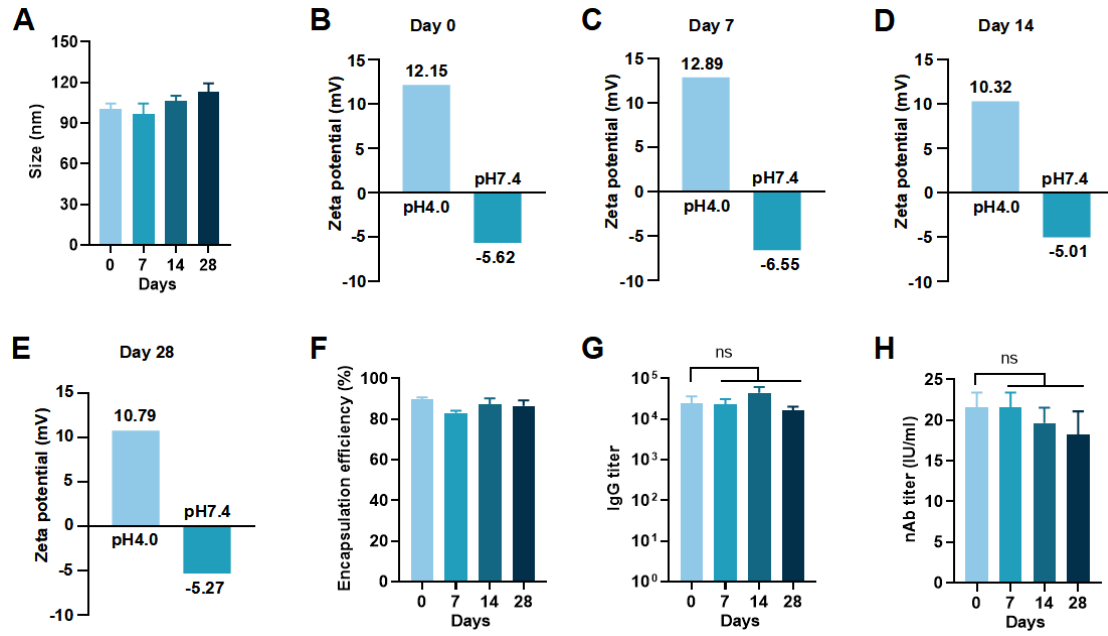 A
Size (nm)
150
120
90
60
30
0
0 7 14 28
Days
B
Day 0
Zeta potential (mV)
15
10
5
0
-5
-10
12.15
pH7.4
pH4.0
-5.62
C
Day 7
Zeta potential (mV)
15
10
5
0
-5
-10
12.89
pH7.4
pH4.0
-6.55
D
Day 14
Zeta potential (mV)
15
10
5
0
-5
-10
10.32
pH7.4
pH4.0
-5.01
E
Day 28
Zeta potential (mV)
15
10
5
0
-5
-10
10.79
pH7.4
pH4.0
-5.27
F
Encapsulation efficiency (%)
100
80
60
40
20
0
0 7 14 28
Days
G
ns
IgG titer
10⁵
10⁴
10³
10²
10¹
10⁰
0 7 14 28
Days
H
ns
nAb titer (IU/ml)
25
20
15
10
5
0
0 7 14 28
Days